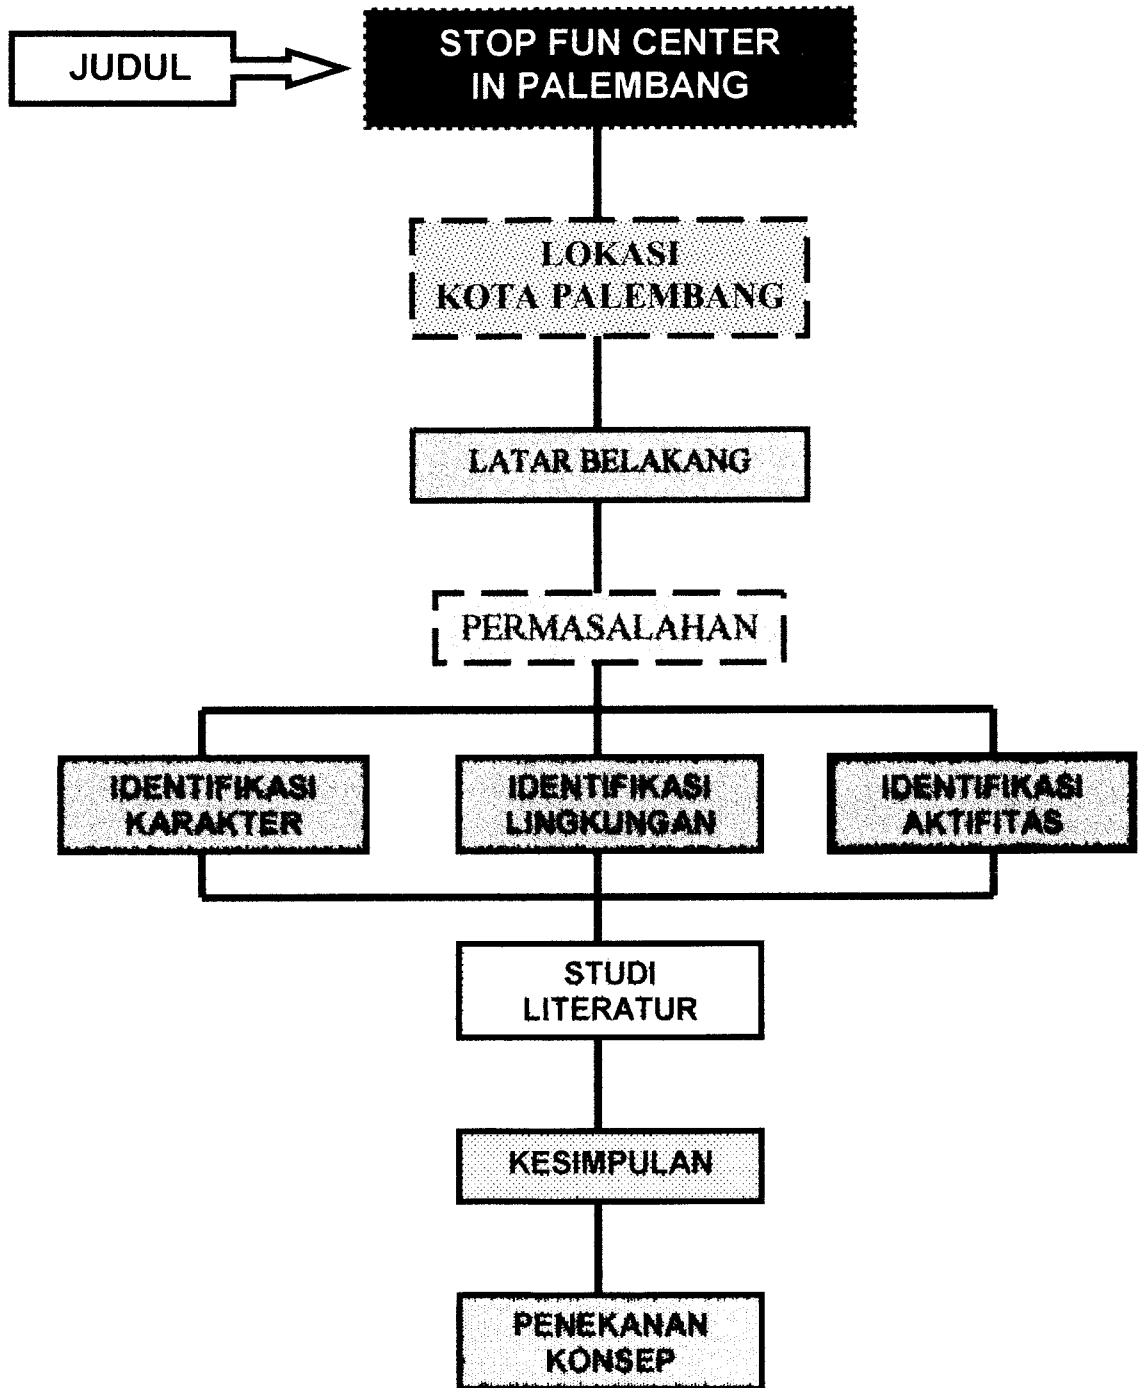 JUDUL
STOP FUN CENTER
IN PALEMBANG
LOKASI
KOTA PALEMBANG
LATAR BELAKANG
PERMASALAHAN
IDENTIFIKASI
KARAKTER
IDENTIFIKASI
LINGKUNGAN
IDENTIFIKASI
AKTIFITAS
STUDI
LITERATUR
KESIMPULAN
PENEKANAN
KONSEP